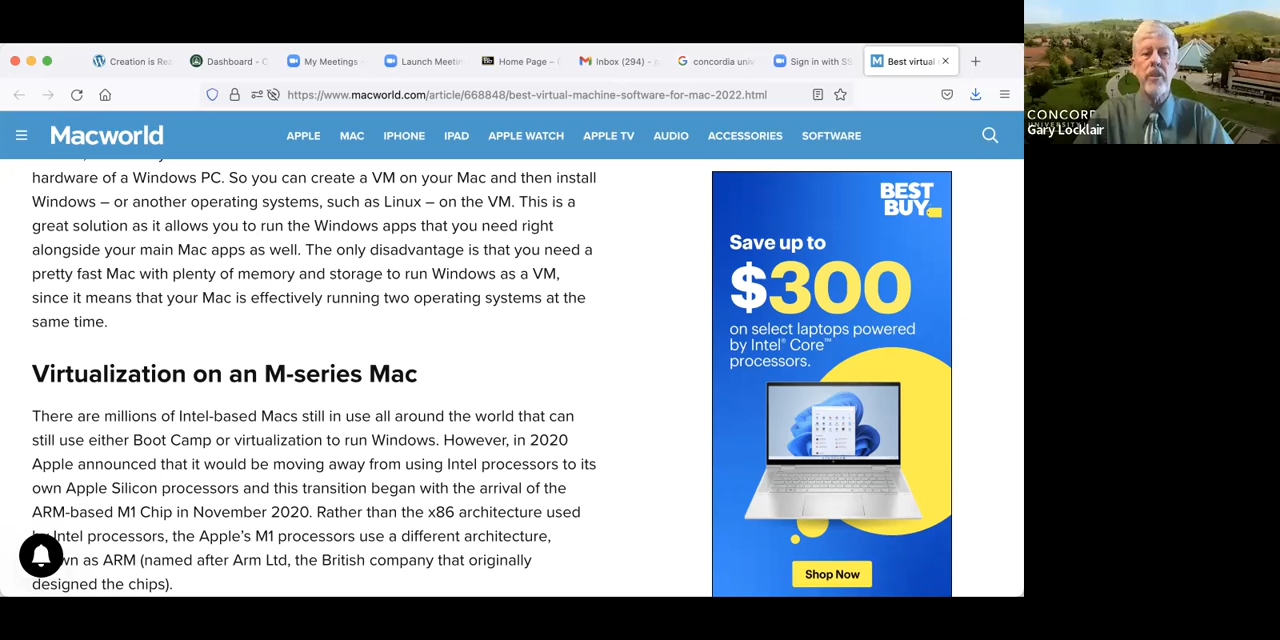 Creation is Rea
Dashboard - C
My Meetings -
Launch Meetin
Home Page -
Inbox (294) -
concordia univ
Sign in with SS
Best virtual
https://www.macworld.com/article/668848/best-virtual-machine-software-for-mac-2022.html
Macworld
APPLE MAC IPHONE IPAD APPLE WATCH APPLE TV AUDIO ACCESSORIES SOFTWARE
hardware of a Windows PC. So you can create a VM on your Mac and then install
Windows – or another operating systems, such as Linux – on the VM. This is a
great solution as it allows you to run the Windows apps that you need right
alongside your main Mac apps as well. The only disadvantage is that you need a
pretty fast Mac with plenty of memory and storage to run Windows as a VM,
since it means that your Mac is effectively running two operating systems at the
same time.
Virtualization on an M-series Mac
There are millions of Intel-based Macs still in use all around the world that can
still use either Boot Camp or virtualization to run Windows. However, in 2020
Apple announced that it would be moving away from using Intel processors to its
own Apple Silicon processors and this transition began with the arrival of the
ARM-based M1 Chip in November 2020. Rather than the x86 architecture used
Intel processors, the Apple's M1 processors use a different architecture,
wn as ARM (named after Arm Ltd, the British company that originally
designed the chips).
BEST
BUY
Save up to
$300
on select laptops powered
by Intel® Core™
processors.
Shop Now
CONCOR
Gary Locklair